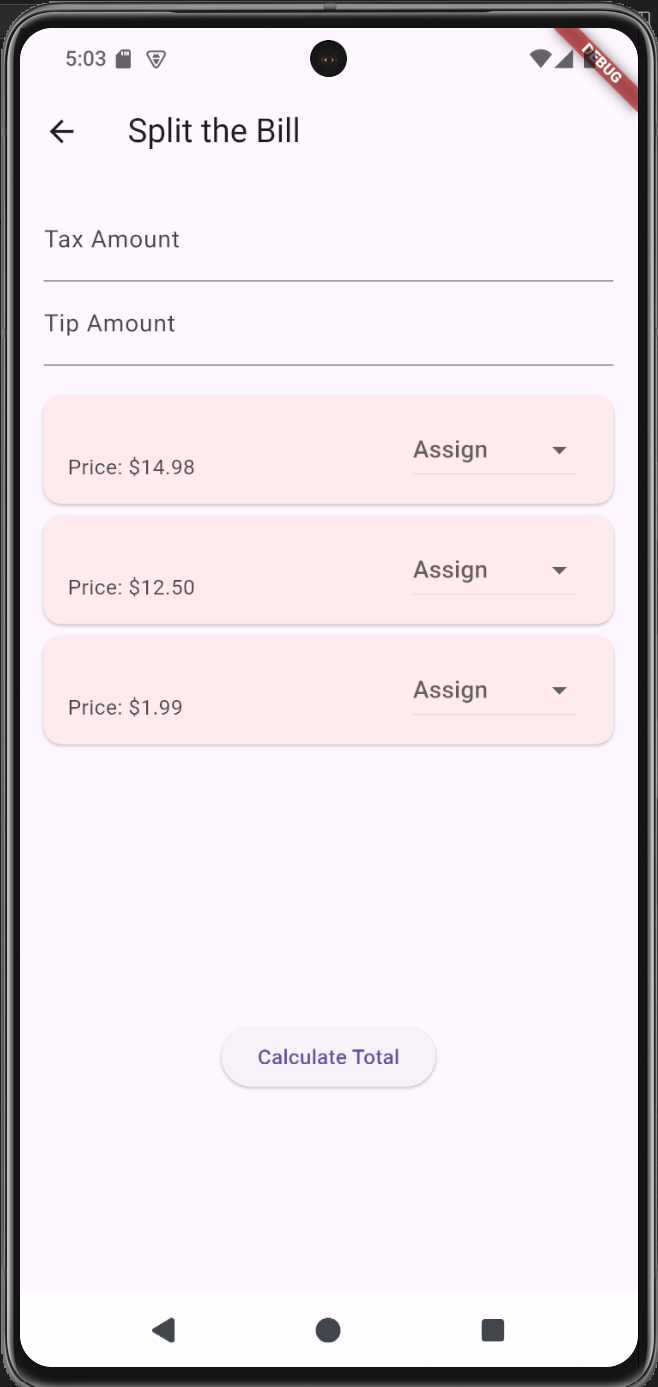 5:03
DEBUG
Split the Bill
Tax Amount
Tip Amount
Assign
Price: $14.98
Assign
Price: $12.50
Assign
Price: $1.99
Calculate Total